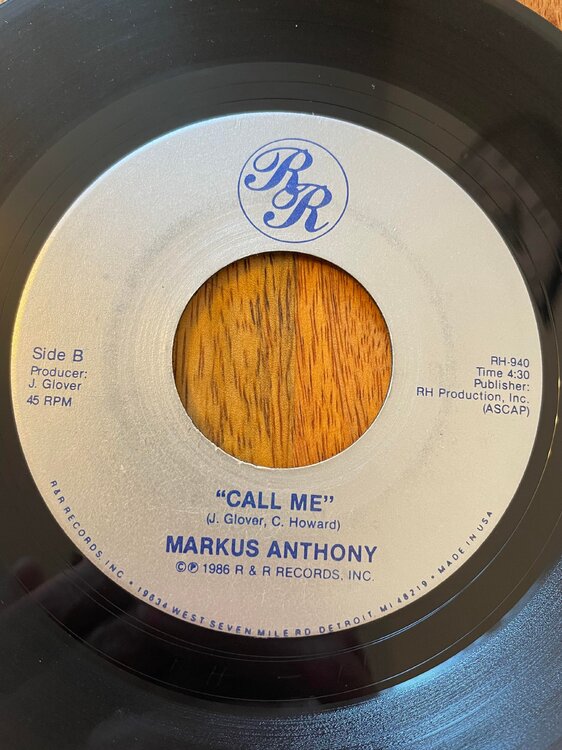 RR
Side B
Producer:
J. Glover
45 RPM
RH-940
Time 4:30
Publisher:
RH Production, Inc.
(ASCAP)
"CALL ME"
(J. Glover, C. Howard)
MARKUS ANTHONY
©℗ 1986 R & R RECORDS, INC.
R & R RECORDS, INC. • 19834 WEST SEVEN MILE RD DETROIT, MI 48219 • MADE IN USA